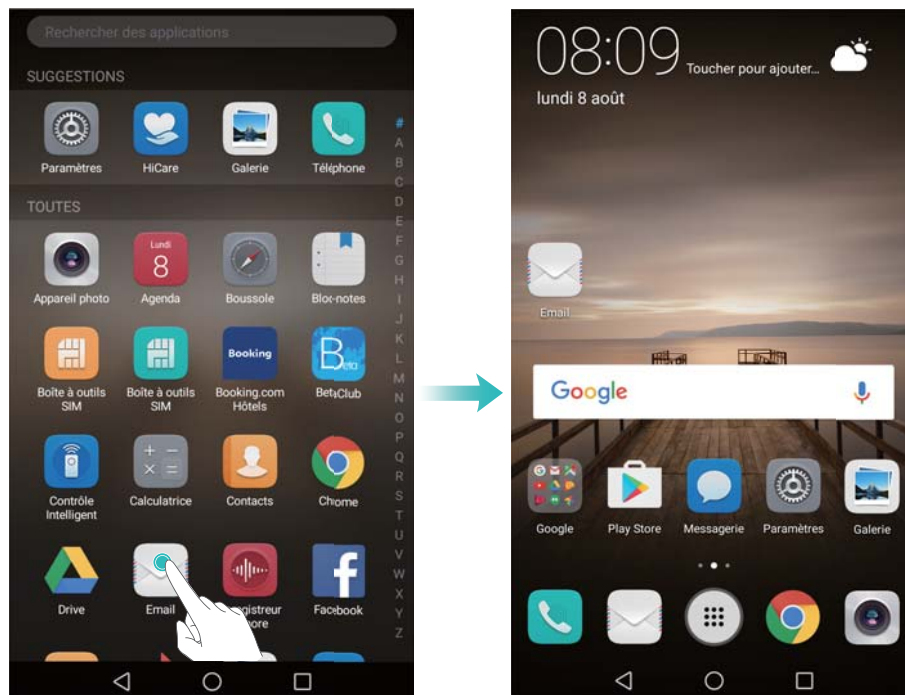 Rechercher des applications
SUGGESTIONS
Paramètres HiCare Galerie Téléphone
#
A
B
C
D
E
F
G
H
I
J
K
L
M
N
O
P
Q
R
S
T
U
V
W
X
Y
Z
TOUTES
Lundi
8
Appareil photo Agenda Boussole Bloc-notes
Booking
Beta
Boîte à outils SIM
Boîte à outils SIM
Booking.com Hôtels
BetaClub
Contrôle Intelligent
Calculatrice Contacts Chrome
Drive Email Facebook
08:09 Toucher pour ajouter...
lundi 8 août
Email
Google
Google Play Store Messagerie Paramètres Galerie